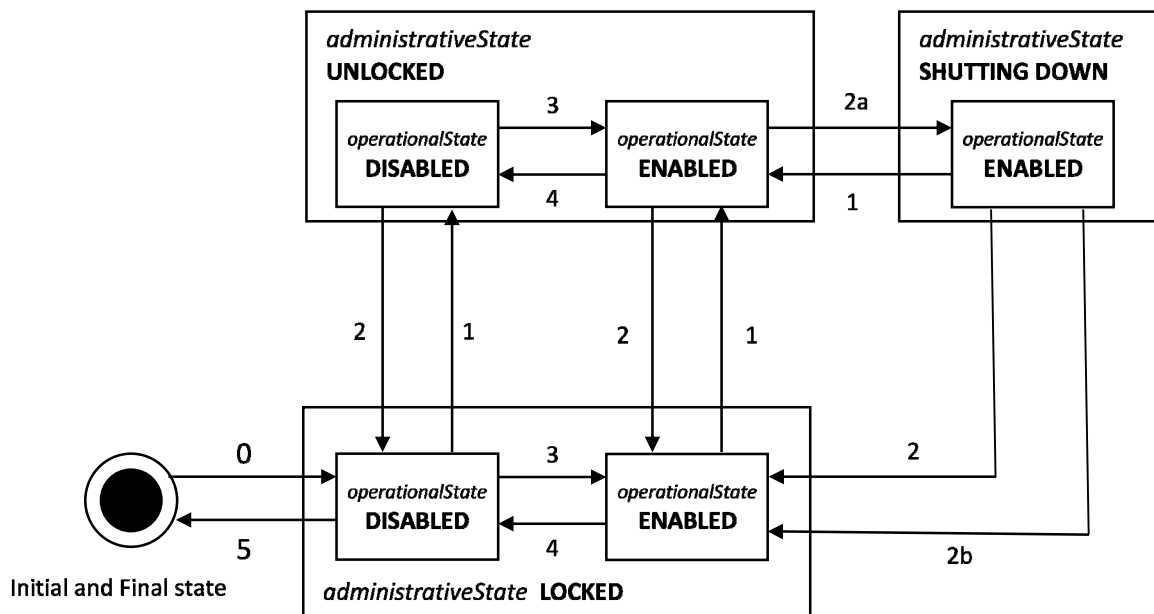 administrativeState
UNLOCKED
administrativeState
SHUTTING DOWN
3
2a
operationalState
DISABLED
operationalState
ENABLED
operationalState
ENABLED
4
1
2
1
2
1
0
3
2
operationalState
DISABLED
operationalState
ENABLED
5
4
2b
Initial and Final state
administrativeState LOCKED